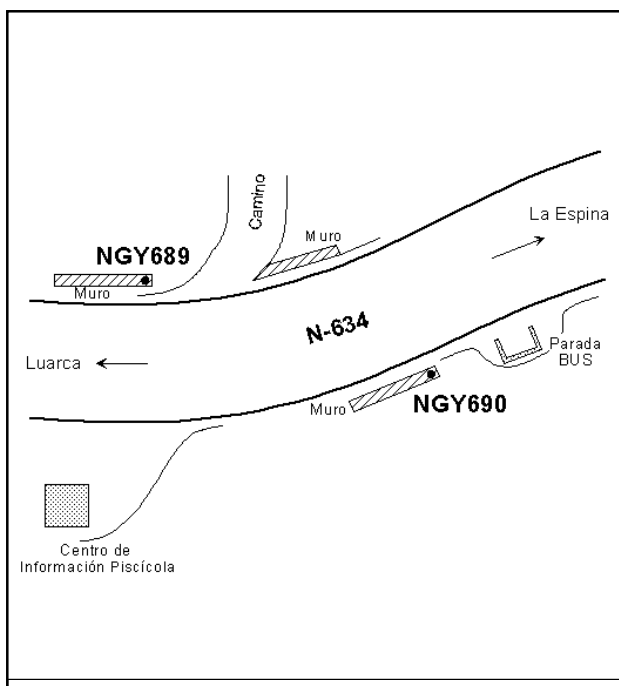 Camino
La Espina
Muro
NGY689
Muro
N-634
Parada
BUS
Luarca
Muro
NGY690
Centro de
Información Piscícola